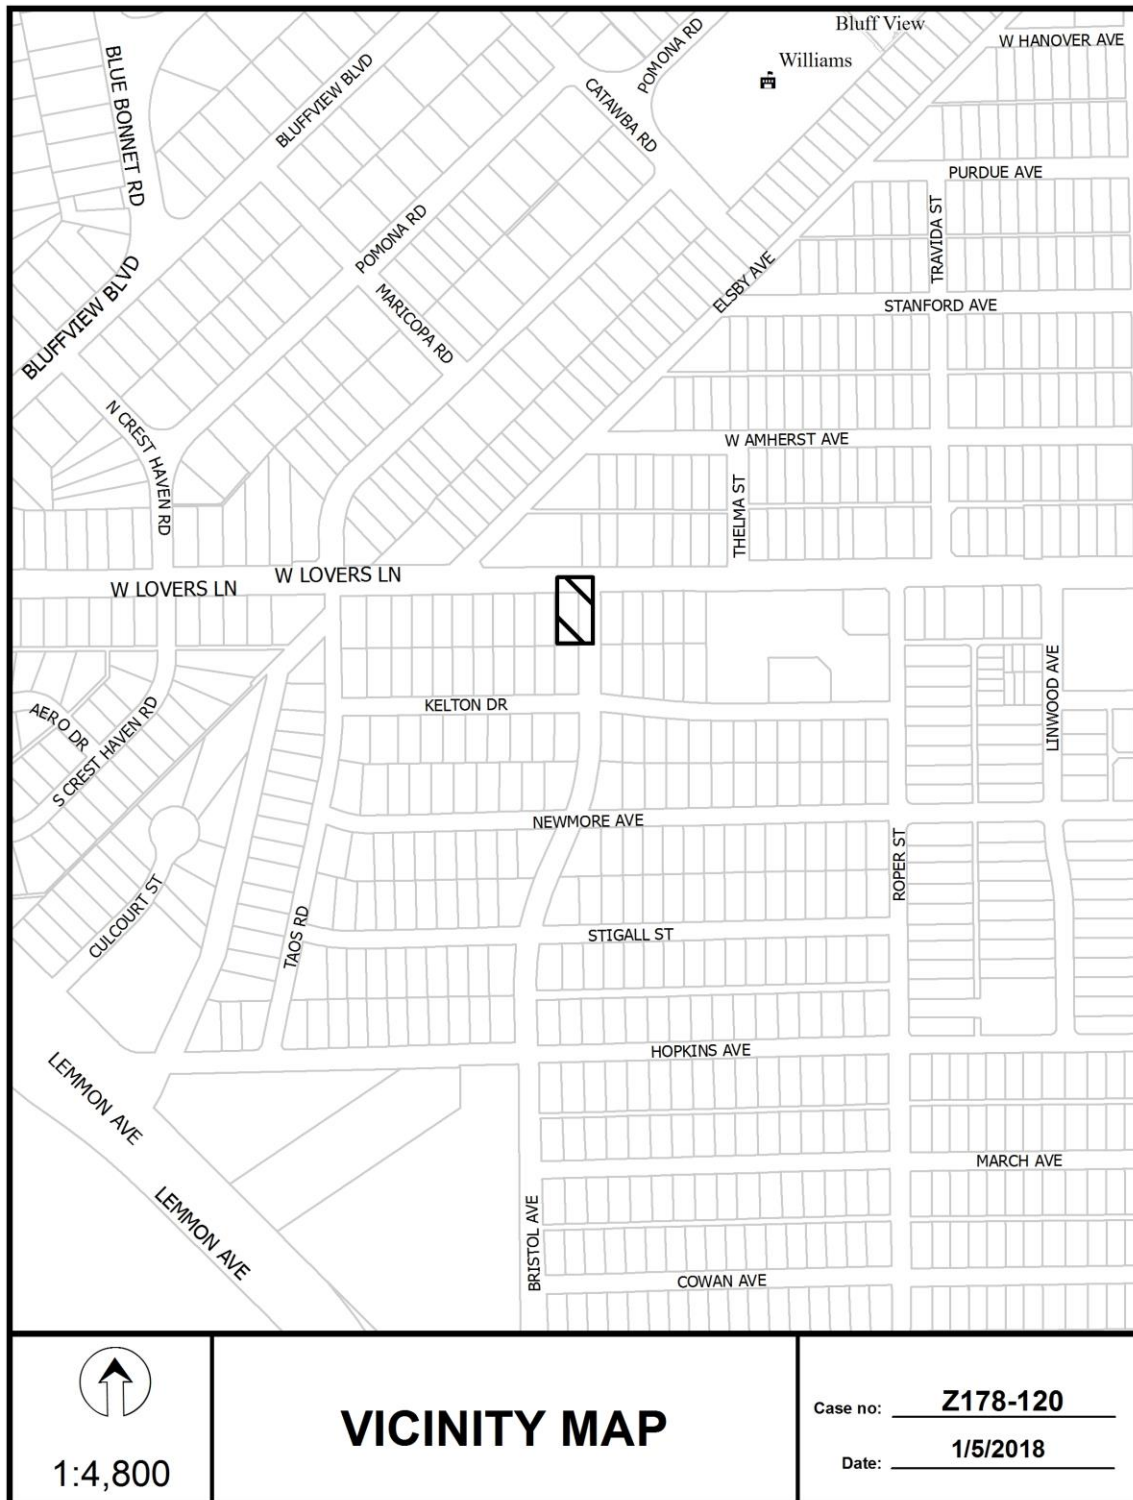 Bluff View
W HANOVER AVE
POMONA RD
Williams
BLUE BONNET RD
BLUFFVIEW BLVD
CATAWBA RD
PURDUE AVE
TRAVIDA ST
POMONA RD
ELSBY AVE
STANFORD AVE
BLUFFVIEW BLVD
MARICOPA RD
N CREST HAVEN RD
W AMHERST AVE
THELMA ST
W LOVERS LN
W LOVERS LN
LINWOOD AVE
KELTON DR
AERO DR
S CREST HAVEN RD
NEWMORE AVE
ROPER ST
CULCOURT ST
TAOS RD
STIGALL ST
HOPKINS AVE
LEMMON AVE
MARCH AVE
LEMMON AVE
BRISTOL AVE
COWAN AVE
1:4,800
VICINITY MAP
Case no: Z178-120
Date: 1/5/2018